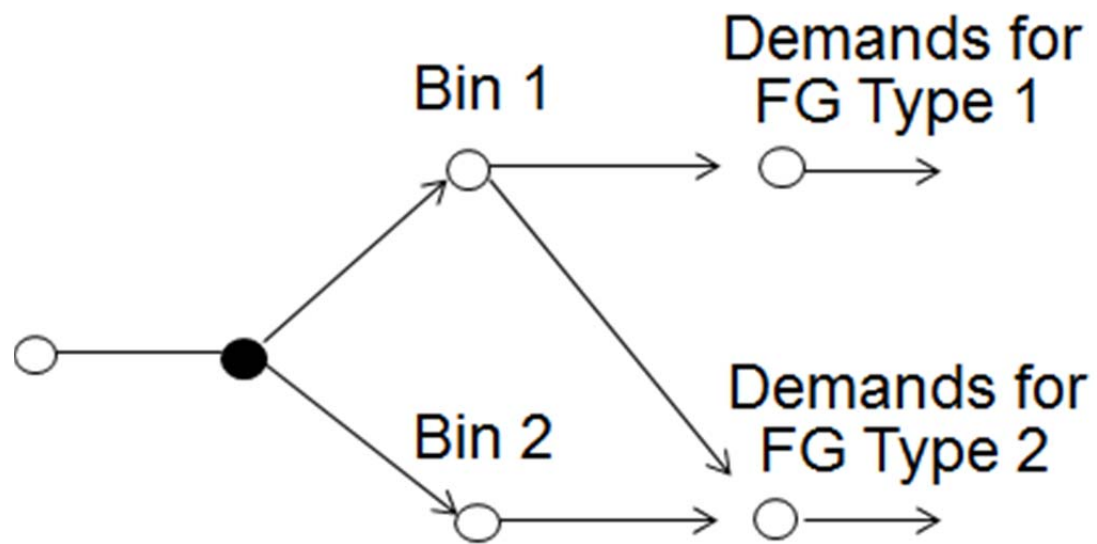 Bin 1
Demands for
FG Type 1
Bin 2
Demands for
FG Type 2